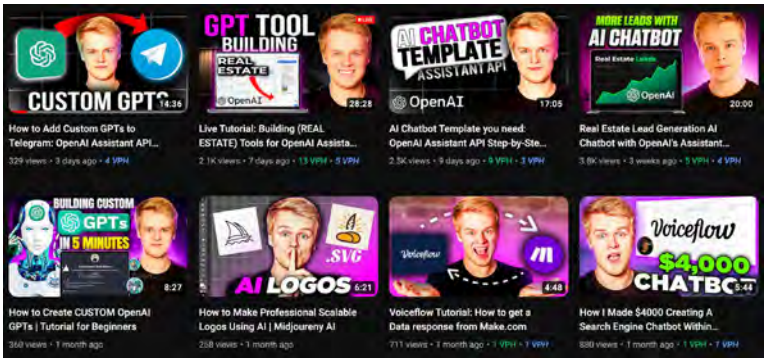 CUSTOM GPTs
14:36
GPT TOOL
BUILDING
LIVE
REAL
ESTATE
OpenAI
28:28
AI CHATBOT
TEMPLATE
ASSISTANT API
OpenAI
17:05
MORE LEADS WITH
AI CHATBOT
Real Estate Leads
OpenAI
20:00
How to Add Custom GPTs to
Telegram: OpenAI Assistant API...
329 views • 3 days ago • 4 VPH
Live Tutorial: Building (REAL
ESTATE) Tools for OpenAI Assista...
2.1K views • 7 days ago • 13 VPH • 5 VPH
AI Chatbot Template you need:
OpenAI Assistant API Step-by-Ste...
2.5K views • 9 days ago • 9 VPH • 3 VPH
Real Estate Lead Generation AI
Chatbot with OpenAI's Assistant...
3.8K views • 3 weeks ago • 5 VPH • 4 VPH
BUILDING CUSTOM
GPTs
IN 5 MINUTES
8:27
.SVG
AI LOGOS
6:21
Voiceflow
4:48
Voiceflow
$4,000
CHATBO
5:44
How to Create CUSTOM OpenAI
GPTs | Tutorial for Beginners
360 views • 1 month ago
How to Make Professional Scalable
Logos Using AI | Midjoureny AI
258 views • 1 month ago
Voiceflow Tutorial: How to get a
Data response from Make.com
711 views • 1 month ago • 1 VPH • 1 VPH
How I Made $4000 Creating A
Search Engine Chatbot Within...
880 views • 1 month ago • 1 VPH • 1 VPH